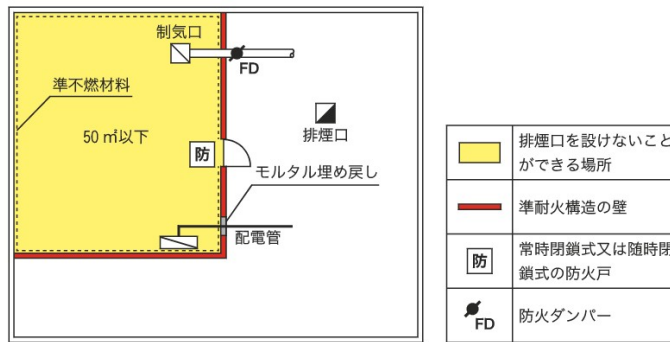 制気口
FD
準不燃材料
50 ㎡以下
排煙口
防
モルタル埋め戻し
配電管
排煙口を設けないこと
ができる場所
準耐火構造の壁
防
常時閉鎖式又は随時閉
鎖式の防火戸
FD
防火ダンパー